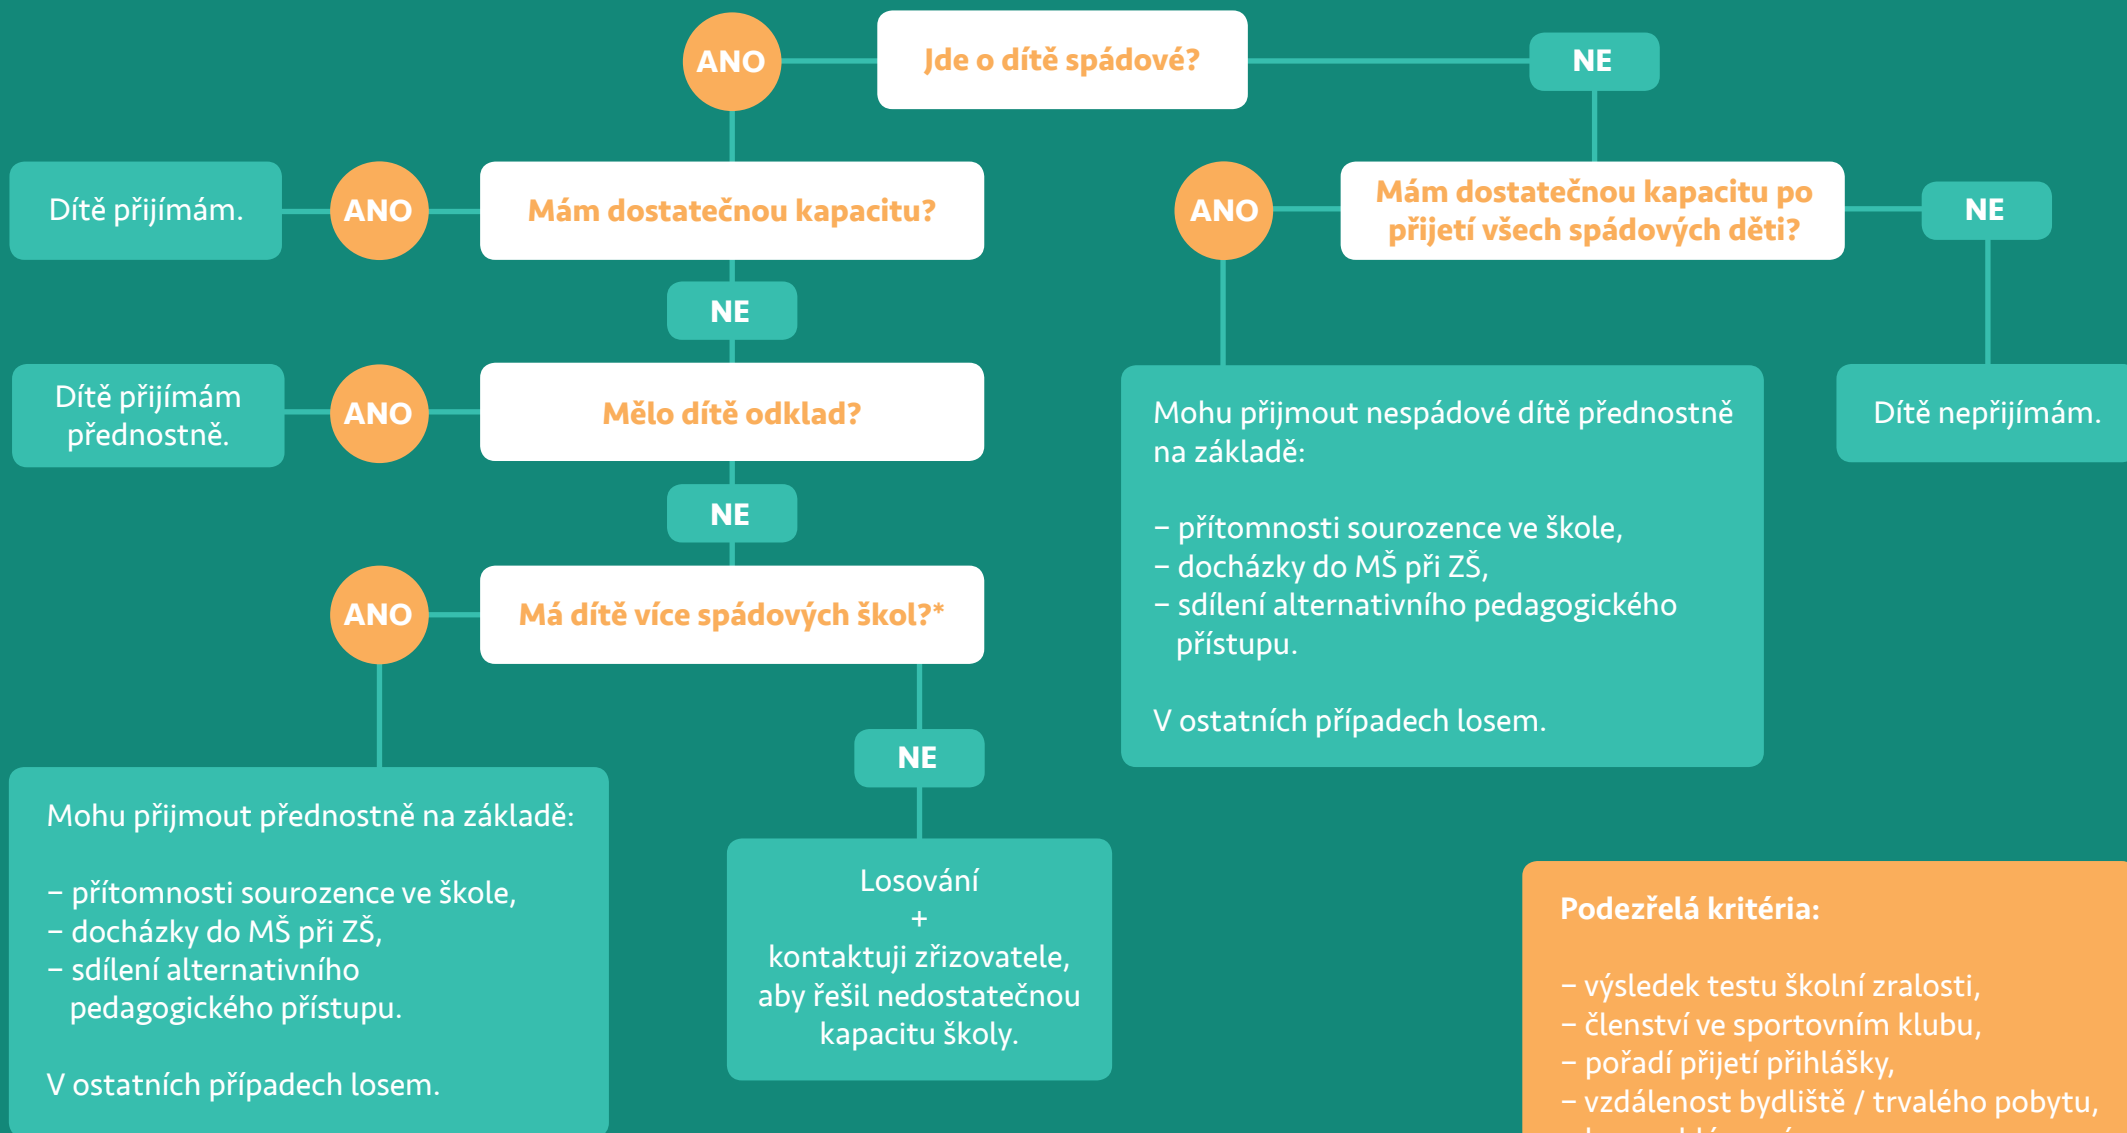 ANO
Jde o dítě spádové?
NE
Dítě přijímám.
ANO
Mám dostatečnou kapacitu?
ANO
Mám dostatečnou kapacitu po
přijetí všech spádových děti?
NE
NE
Dítě přijímám
přednostně.
ANO
Mělo dítě odklad?
Mohu přijmout nespádové dítě přednostně
na základě:
– přítomnosti sourozence ve škole,
– docházky do MŠ při ZŠ,
– sdílení alternativního pedagogického
přístupu.
V ostatních případech losem.
Dítě nepřijímám.
NE
ANO
Má dítě více spádových škol?*
NE
Mohu přijmout přednostně na základě:
– přítomnosti sourozence ve škole,
– docházky do MŠ při ZŠ,
– sdílení alternativního
pedagogického přístupu.
V ostatních případech losem.
Losování
+
kontaktuji zřizovatele,
aby řešil nedostatečnou
kapacitu školy.
Podezřelá kritéria:
– výsledek testu školní zralosti,
– členství ve sportovním klubu,
– pořadí přijetí přihlášky,
– vzdálenost bydliště / trvalého pobytu,